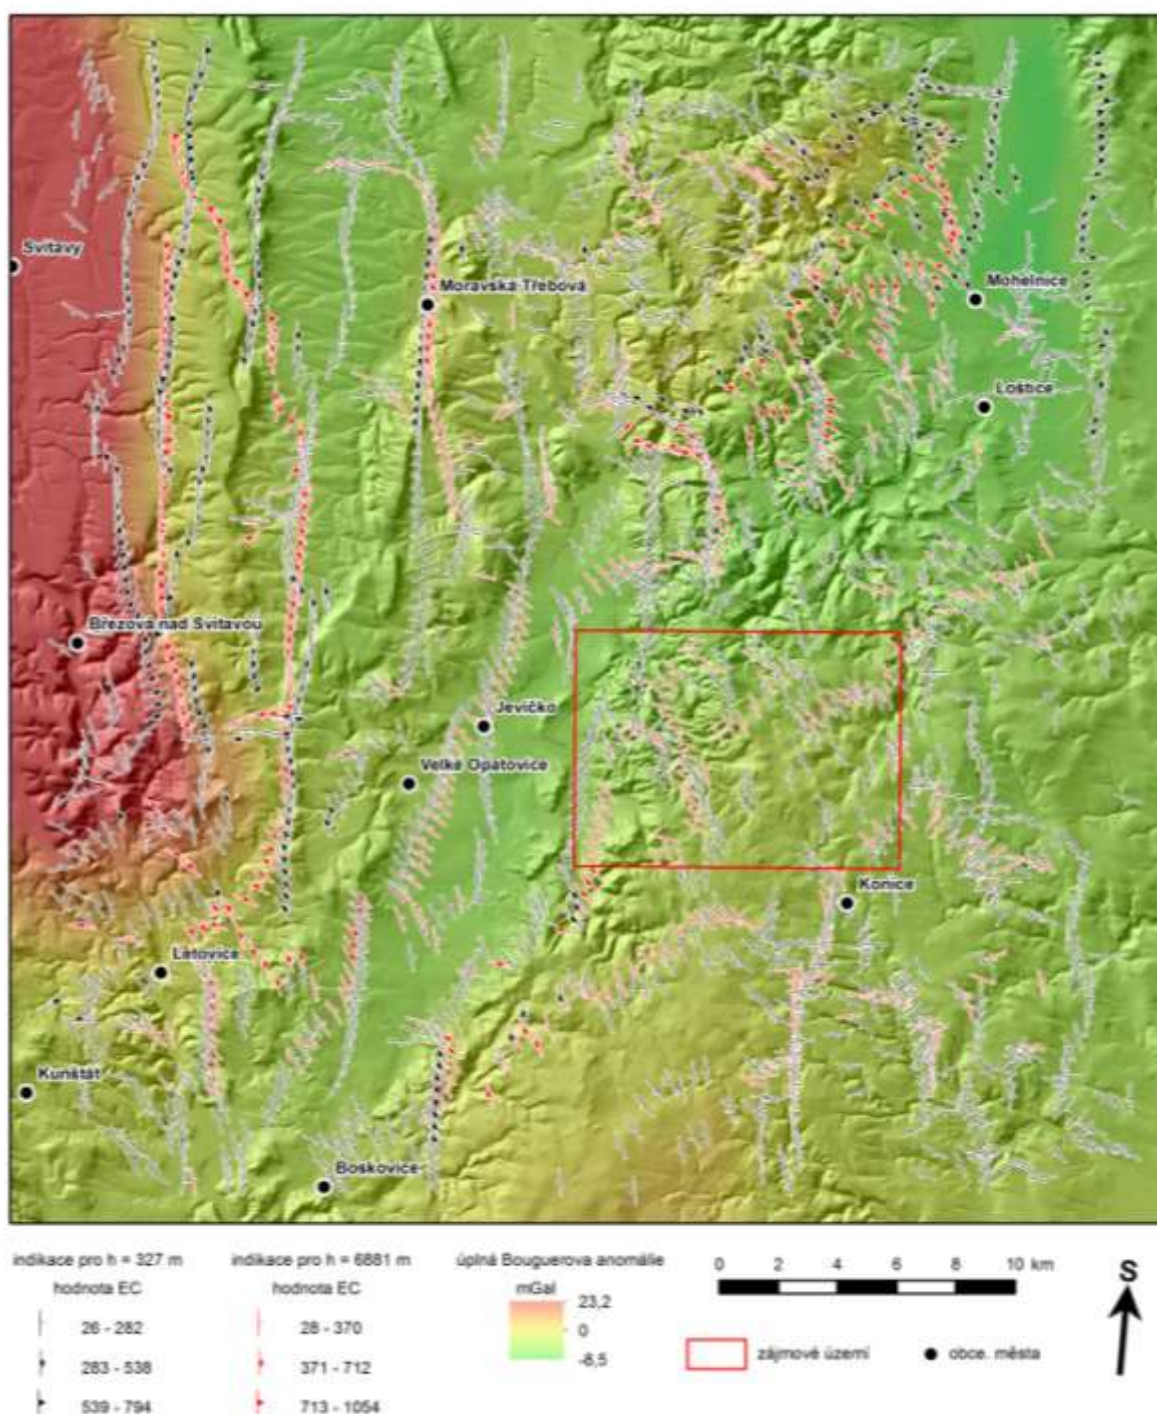 Svitavy
Moravská Třebová
Mohelnice
Loštice
Březová nad Svitavou
Jevíčko
Velké Opatovice
Konice
Letovice
Kunštát
Boskovice
indikace pro h = 327 m
hodnota EC
26 - 282
283 - 538
539 - 794
indikace pro h = 6881 m
hodnota EC
28 - 370
371 - 712
713 - 1054
úplná Bouguerova anomálie
mGal
23,2
0
-8,5
0 2 4 6 8 10 km
zájmové území
obce, města
S